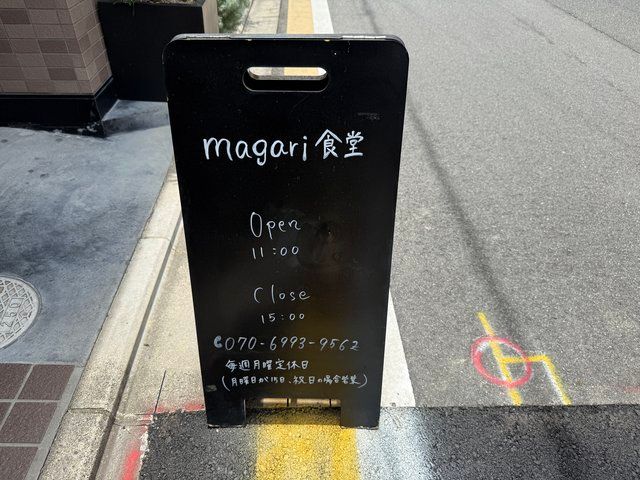 magari食堂
Open
11:00
Close
15:00
070-6993-9562
毎週月曜定休日
(月曜日が15日、祝日の場合営業)